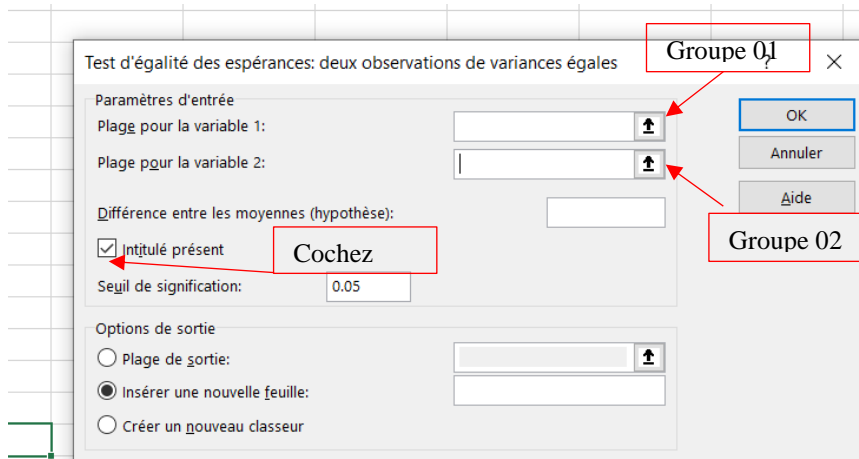 Test d'égalité des espérances: deux observations de variances égales
Groupe 01
?
Paramètres d'entrée
Plage pour la variable 1:
OK
Plage pour la variable 2:
Annuler
Aide
Différence entre les moyennes (hypothèse):
Groupe 02
Intitulé présent
Cochez
Seuil de signification:
0.05
Options de sortie
Plage de sortie:
Insérer une nouvelle feuille:
Créer un nouveau classeur